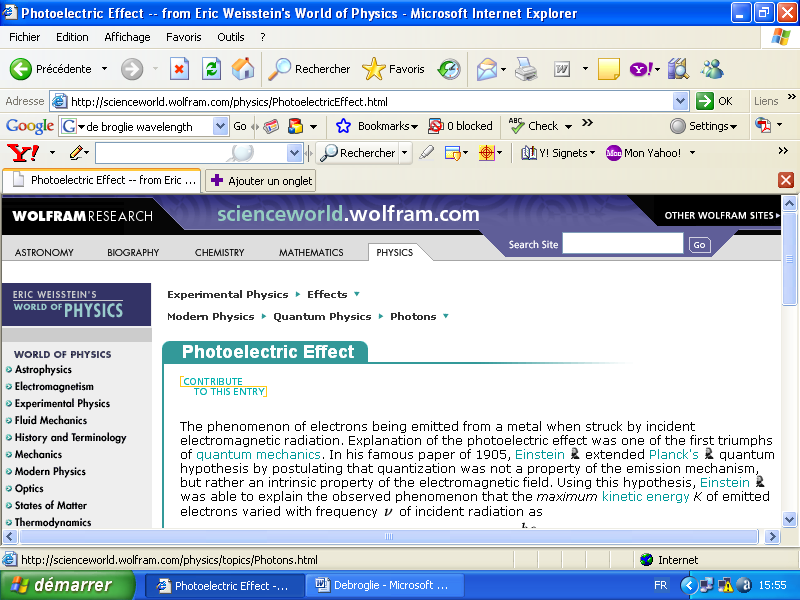 Photoelectric Effect -- from Eric Weisstein's World of Physics - Microsoft Internet Explorer
Fichier Edition Affichage Favoris Outils ?
Précédente Rechercher Favoris
Adresse http://scienceworld.wolfram.com/physics/PhotoelectricEffect.html OK Liens »
Google G de broglie wavelength Go Bookmarks 0 blocked Check » Settings
Y! Rechercher Y! Signets Mon Yahoo! »
Photoelectric Effect -- from Eric ... Ajouter un onglet
WOLFRAM RESEARCH scienceworld.wolfram.com OTHER WOLFRAM SITES
ASTRONOMY BIOGRAPHY CHEMISTRY MATHEMATICS PHYSICS Search Site Go
ERIC WEISSTEIN'S
WORLD OF PHYSICS
Experimental Physics Effects
Modern Physics Quantum Physics Photons
WORLD OF PHYSICS
Astrophysics
Electromagnetism
Experimental Physics
Fluid Mechanics
History and Terminology
Mechanics
Modern Physics
Optics
States of Matter
Thermodynamics
Photoelectric Effect
CONTRIBUTE
TO THIS ENTRY
The phenomenon of electrons being emitted from a metal when struck by incident
electromagnetic radiation. Explanation of the photoelectric effect was one of the first triumphs
of quantum mechanics. In his famous paper of 1905, Einstein extended Planck's quantum
hypothesis by postulating that quantization was not a property of the emission mechanism,
but rather an intrinsic property of the electromagnetic field. Using this hypothesis, Einstein
was able to explain the observed phenomenon that the maximum kinetic energy K of emitted
electrons varied with frequency ν of incident radiation as
http://scienceworld.wolfram.com/physics/topics/Photons.html Internet
démarrer Photoelectric Effect -... Debroglie - Microsoft ... FR 15:55